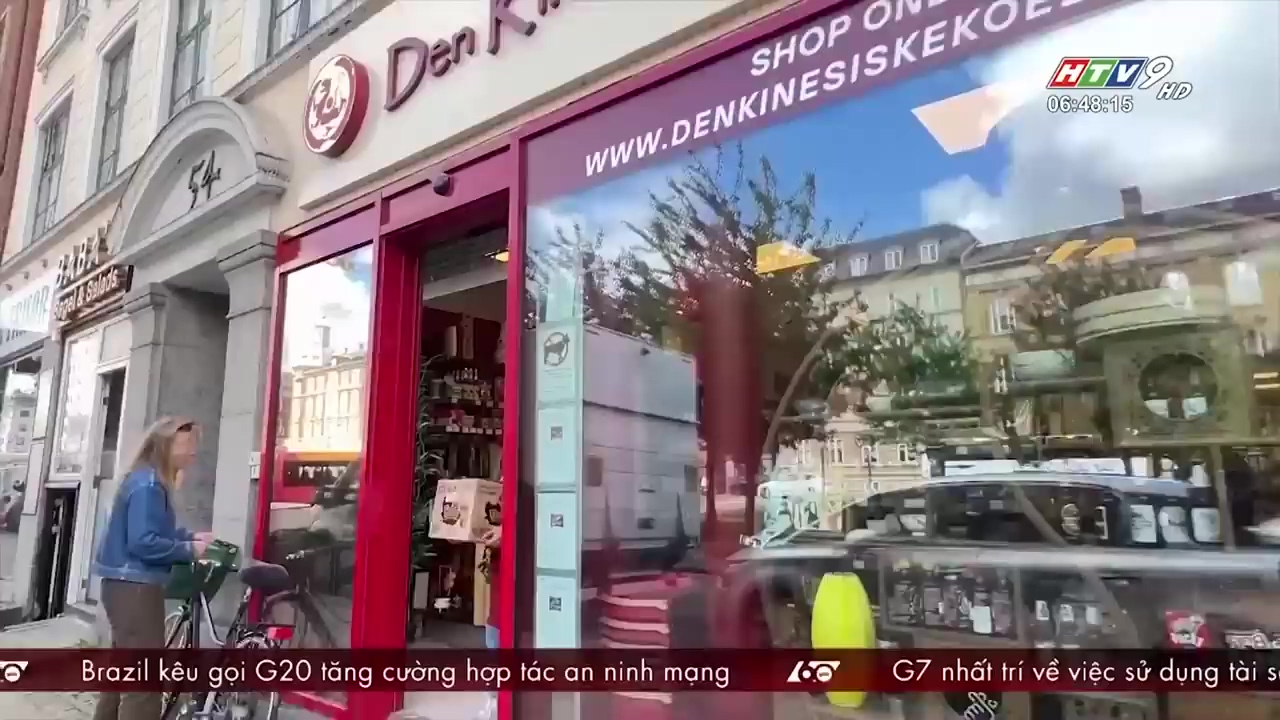 Den K
SHOP ON
WWW.DENKINESISKEKO
HTV9 HD
06:48:15
54
Bagel & Salads
Brazil kêu gọi G20 tăng cường hợp tác an ninh mạng
G7 nhất trí về việc sử dụng tài s